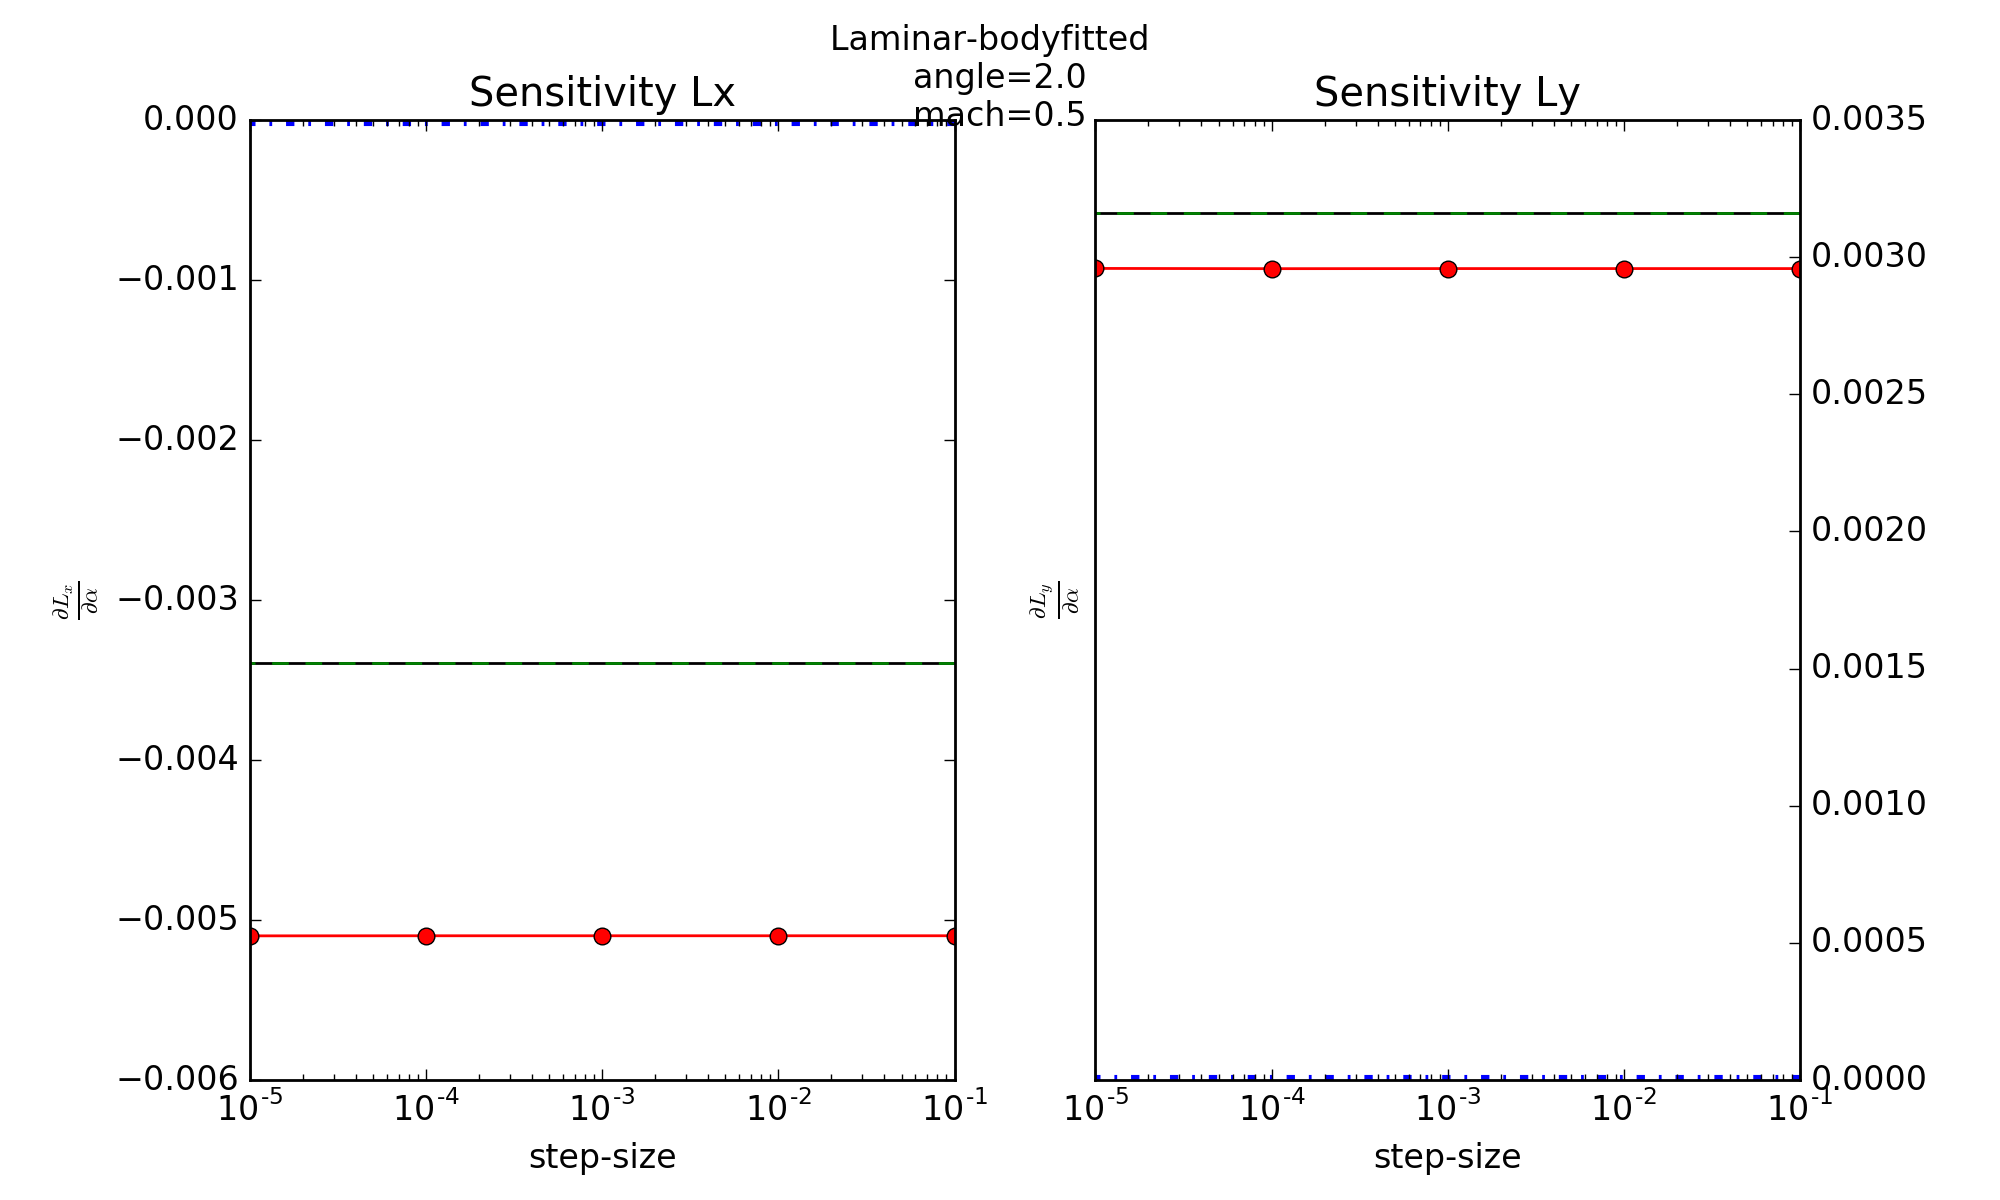 Laminar-bodyfitted
angle=2.0
mach=0.5
Sensitivity Lx
0.000
−0.001
−0.002
−0.003
−0.004
−0.005
−0.006
∂Lₓ/∂α
10⁻⁵ 10⁻⁴ 10⁻³ 10⁻² 10⁻¹
step-size
Sensitivity Ly
∂L_y/∂α
0.0035
0.0030
0.0025
0.0020
0.0015
0.0010
0.0005
0.0000
10⁻⁵ 10⁻⁴ 10⁻³ 10⁻² 10⁻¹
step-size